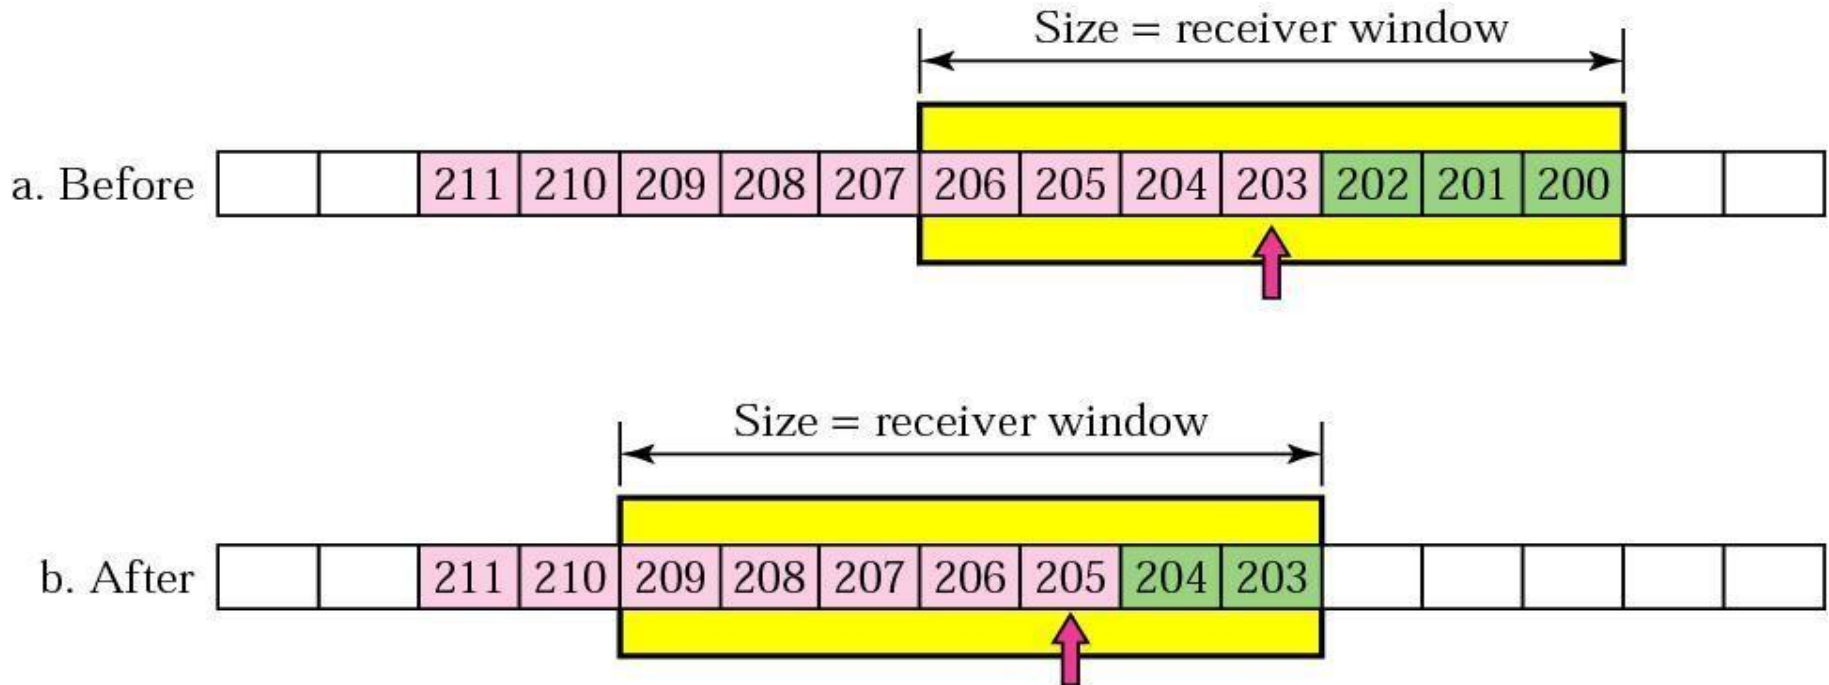 Size = receiver window
a. Before 211 210 209 208 207 206 205 204 203 202 201 200
Size = receiver window
b. After 211 210 209 208 207 206 205 204 203